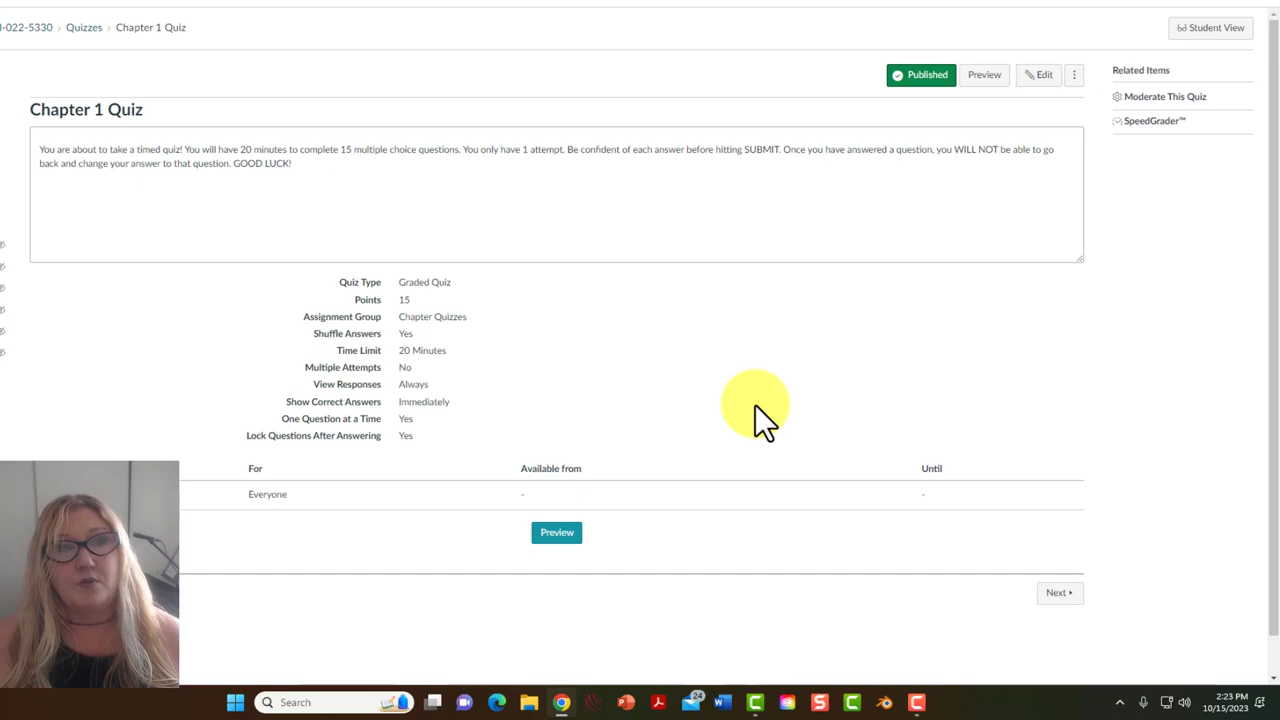 -022-5330 > Quizzes > Chapter 1 Quiz
Student View
Published
Preview
Edit
Related Items
Moderate This Quiz
SpeedGrader™
Chapter 1 Quiz
You are about to take a timed quiz! You will have 20 minutes to complete 15 multiple choice questions. You only have 1 attempt. Be confident of each answer before hitting SUBMIT. Once you have answered a question, you WILL NOT be able to go
back and change your answer to that question. GOOD LUCK!
Quiz Type Graded Quiz
Points 15
Assignment Group Chapter Quizzes
Shuffle Answers Yes
Time Limit 20 Minutes
Multiple Attempts No
View Responses Always
Show Correct Answers Immediately
One Question at a Time Yes
Lock Questions After Answering Yes
For Available from Until
Everyone - -
Preview
Next
Search
24
2:23 PM
10/15/2023